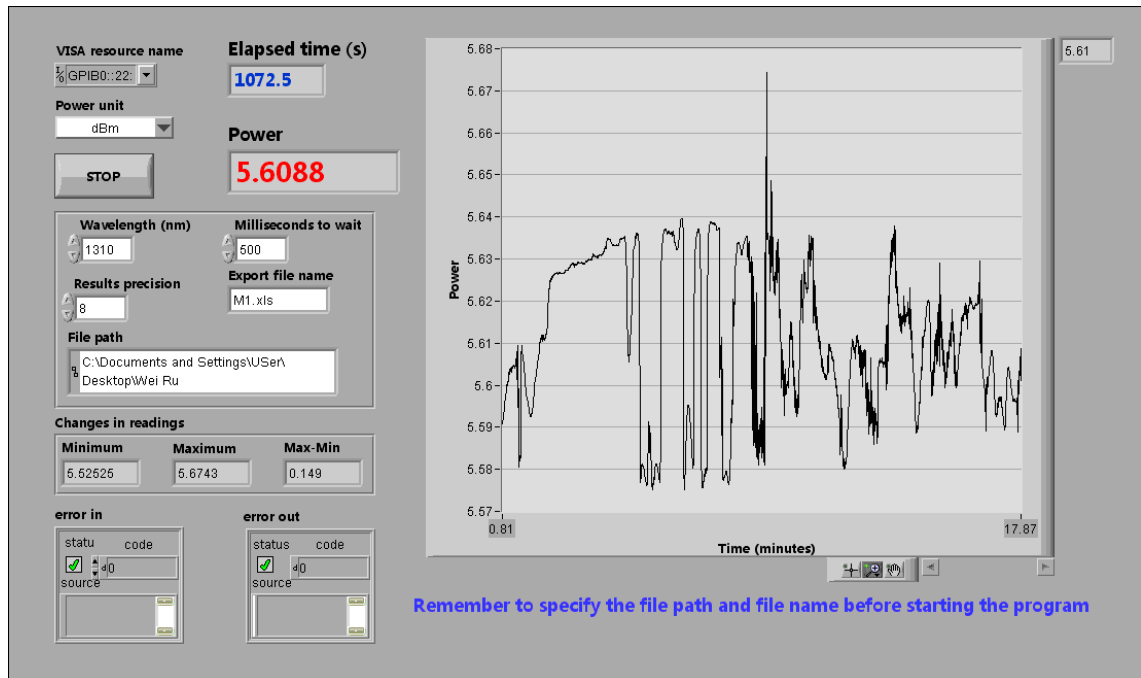 VISA resource name
GPIB0::22:
Power unit
dBm
STOP
Elapsed time (s)
1072.5
Power
5.6088
Wavelength (nm)
1310
Milliseconds to wait
500
Results precision
8
Export file name
M1.xls
File path
C:\Documents and Settings\USer\
Desktop\Wei Ru
Changes in readings
Minimum
5.52525
Maximum
5.6743
Max-Min
0.149
error in
statu
code
d0
source
error out
status
code
d0
source
5.68
5.67
5.66
5.65
5.64
5.63
5.62
5.61
5.6
5.59
5.58
5.57
Power
0.81
17.87
Time (minutes)
5.61
Remember to specify the file path and file name before starting the program